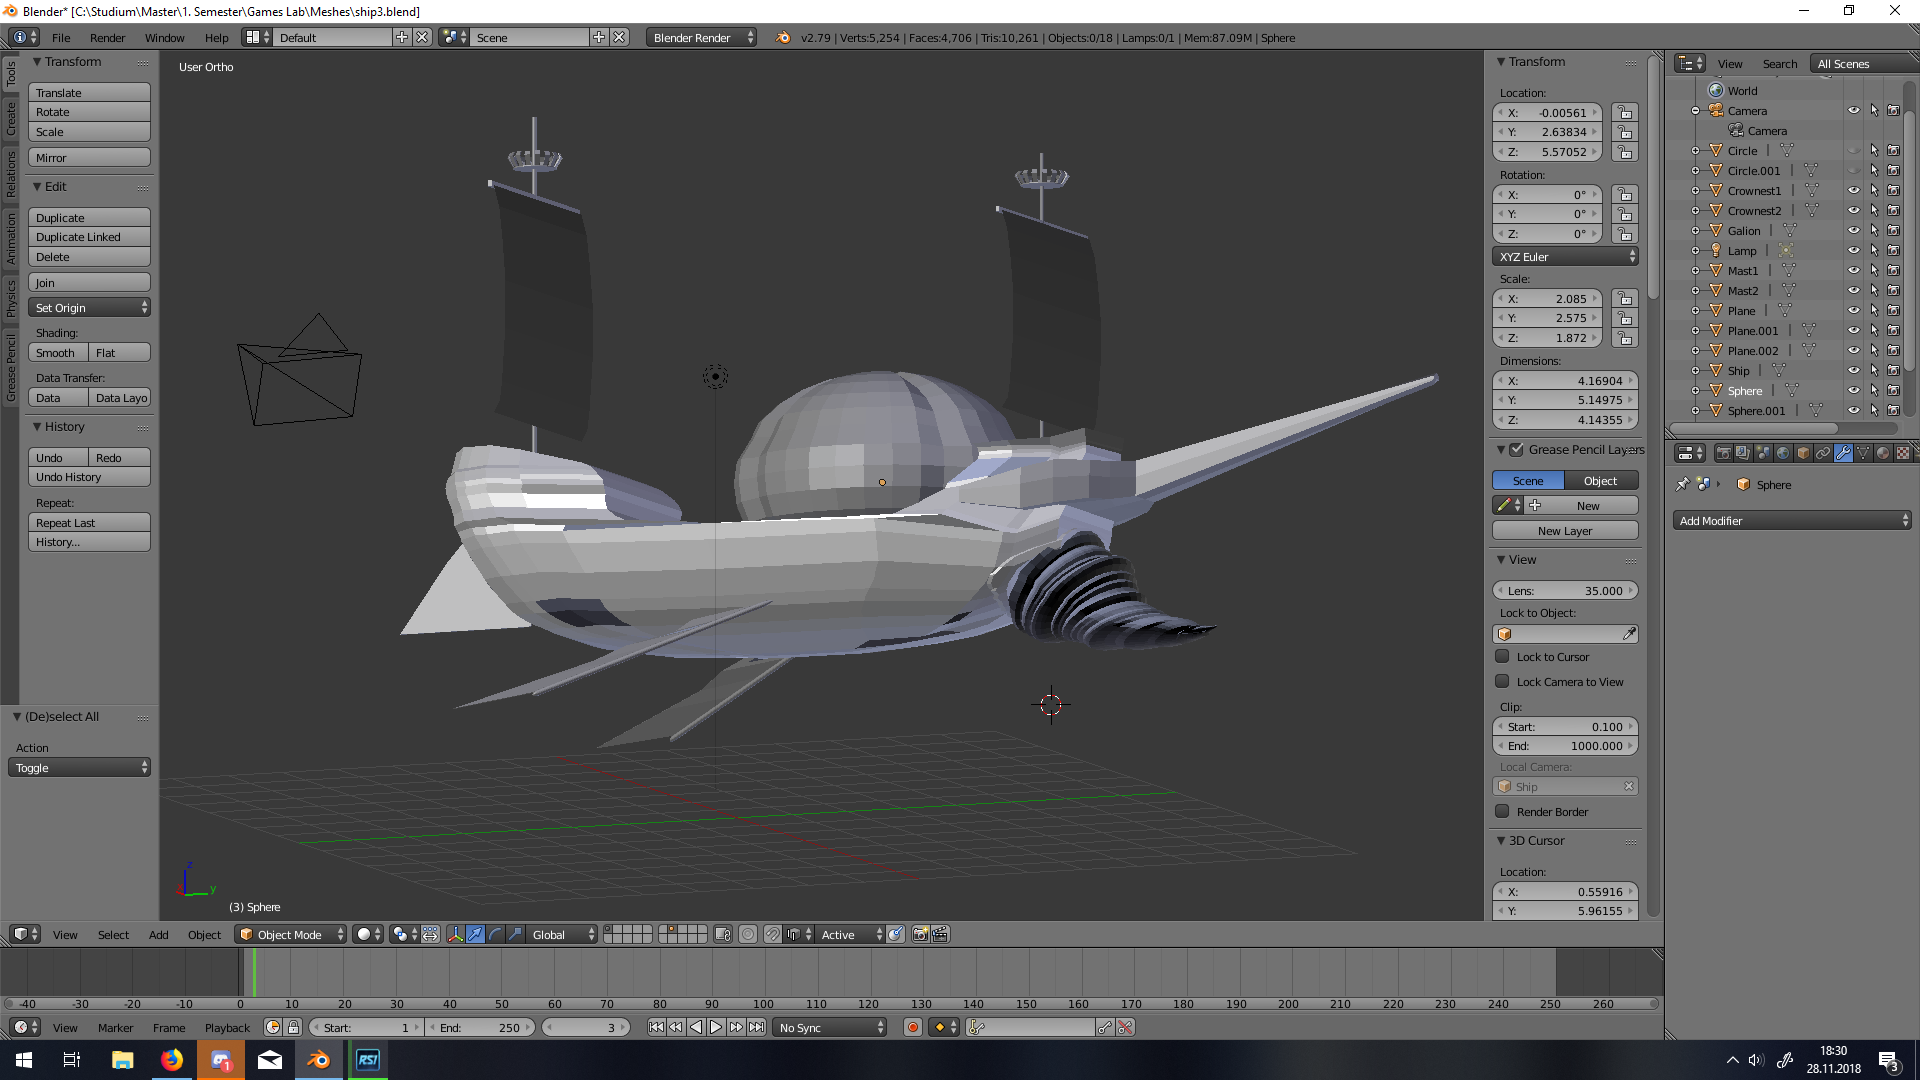 Blender* [C:\Studium\Master\1. Semester\Games Lab\Meshes\ship3.blend]
File Render Window Help Default Scene Blender Render v2.79 | Verts:5,254 | Faces:4,706 | Tris:10,261 | Objects:0/18 | Lamps:0/1 | Mem:87.09M | Sphere
Tools
Create
Relations
Animation
Physics
Grease Pencil
Transform
Translate
Rotate
Scale
Mirror
Edit
Duplicate
Duplicate Linked
Delete
Join
Set Origin
Shading:
Smooth Flat
Data Transfer:
Data Data Layo
History
Undo Redo
Undo History
Repeat:
Repeat Last
History...
(De)select All
Action
Toggle
User Ortho
z
y
(3) Sphere
Transform
Location:
X: -0.00561
Y: 2.63834
Z: 5.57052
Rotation:
X: 0°
Y: 0°
Z: 0°
XYZ Euler
Scale:
X: 2.085
Y: 2.575
Z: 1.872
Dimensions:
X: 4.16904
Y: 5.14975
Z: 4.14355
Grease Pencil Layers
Scene Object
New
New Layer
View
Lens: 35.000
Lock to Object:
Lock to Cursor
Lock Camera to View
Clip:
Start: 0.100
End: 1000.000
Local Camera:
Ship
Render Border
3D Cursor
Location:
X: 0.55916
Y: 5.96155
View Search All Scenes
World
Camera
Camera
Circle
Circle.001
Crownest1
Crownest2
Galion
Lamp
Mast1
Mast2
Plane
Plane.001
Plane.002
Ship
Sphere
Sphere.001
Sphere
Add Modifier
View Select Add Object Object Mode Global Active
-40 -30 -20 -10 0 10 20 30 40 50 60 70 80 90 100 110 120 130 140 150 160 170 180 190 200 210 220 230 240 250 260
View Marker Frame Playback Start: 1 End: 250 3 No Sync
1
RSI
18:30
28.11.2018
3